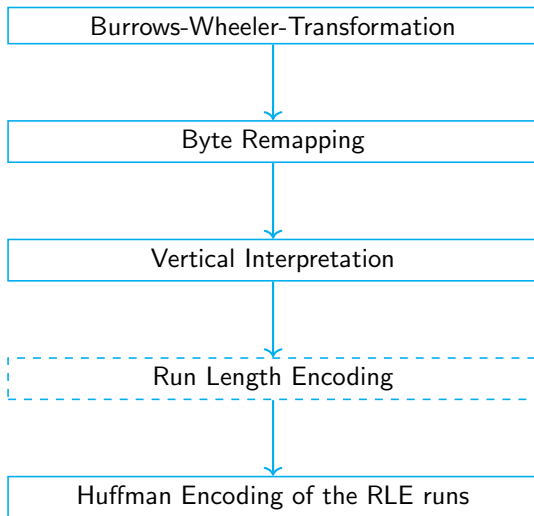 Burrows-Wheeler-Transformation
Byte Remapping
Vertical Interpretation
Run Length Encoding
Huffman Encoding of the RLE runs